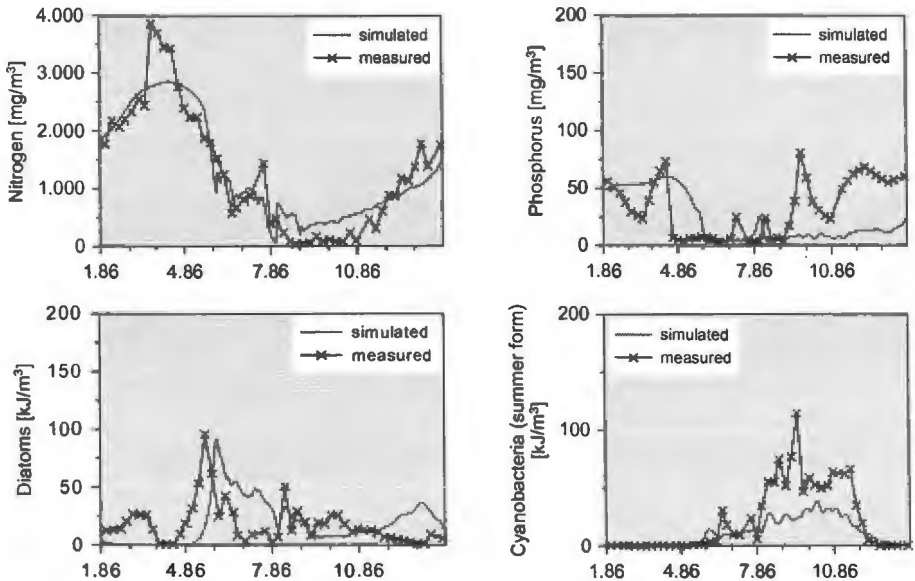 Nitrogen [mg/m³]
4.000
3.000
2.000
1.000
0
1.86
4.86
7.86
10.86
simulated
measured
Phosphorus [mg/m³]
200
150
100
50
0
1.86
4.86
7.86
10.86
simulated
measured
Diatoms [kJ/m³]
200
150
100
50
0
1.86
4.86
7.86
10.86
simulated
measured
Cyanobacteria (summer form)
[kJ/m³]
200
100
0
1.86
4.86
7.86
10.86
simulated
measured